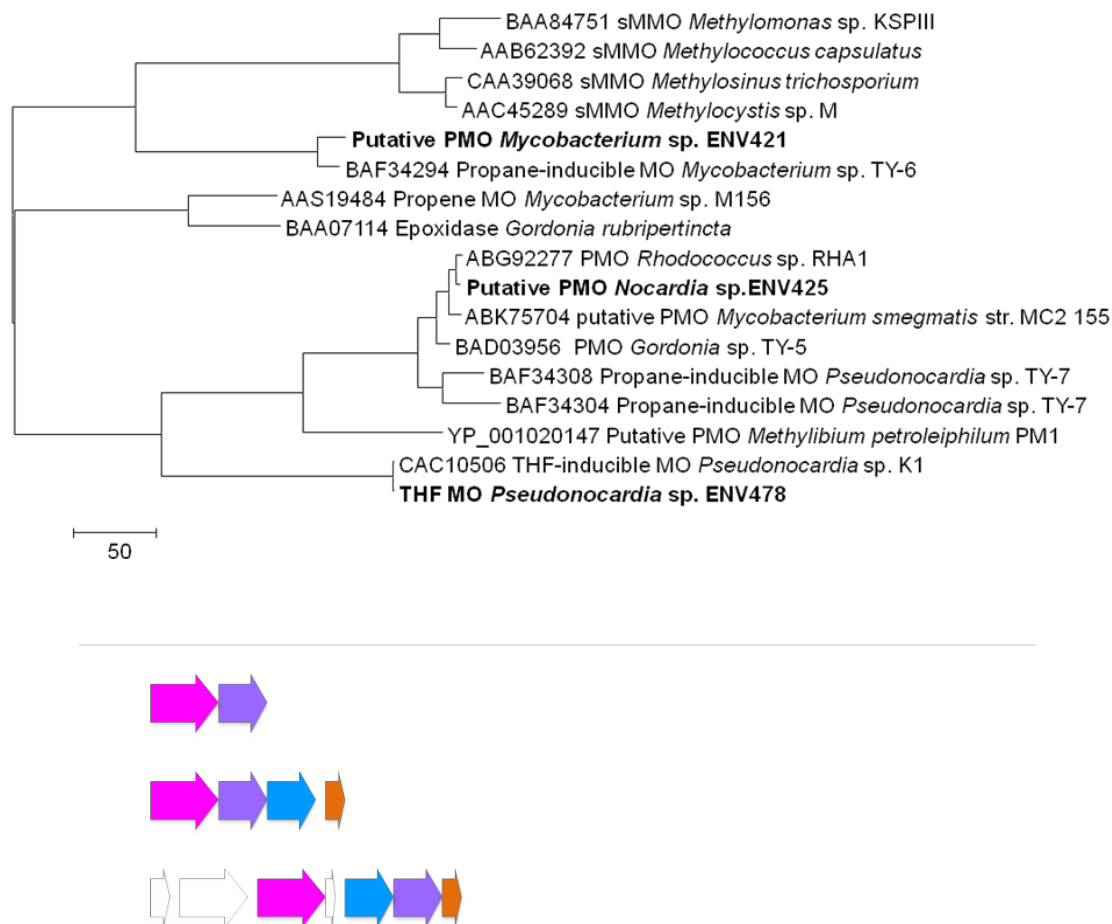 BAA84751 sMMO Methylomonas sp. KSPIII
AAB62392 sMMO Methylococcus capsulatus
CAA39068 sMMO Methylosinus trichosporium
AAC45289 sMMO Methylocystis sp. M
Putative PMO Mycobacterium sp. ENV421
BAF34294 Propane-inducible MO Mycobacterium sp. TY-6
AAS19484 Propene MO Mycobacterium sp. M156
BAA07114 Epoxidase Gordonia rubripertincta
ABG92277 PMO Rhodococcus sp. RHA1
Putative PMO Nocardia sp.ENV425
ABK75704 putative PMO Mycobacterium smegmatis str. MC2 155
BAD03956 PMO Gordonia sp. TY-5
BAF34308 Propane-inducible MO Pseudonocardia sp. TY-7
BAF34304 Propane-inducible MO Pseudonocardia sp. TY-7
YP_001020147 Putative PMO Methylibium petroleiphilum PM1
CAC10506 THF-inducible MO Pseudonocardia sp. K1
THF MO Pseudonocardia sp. ENV478
50